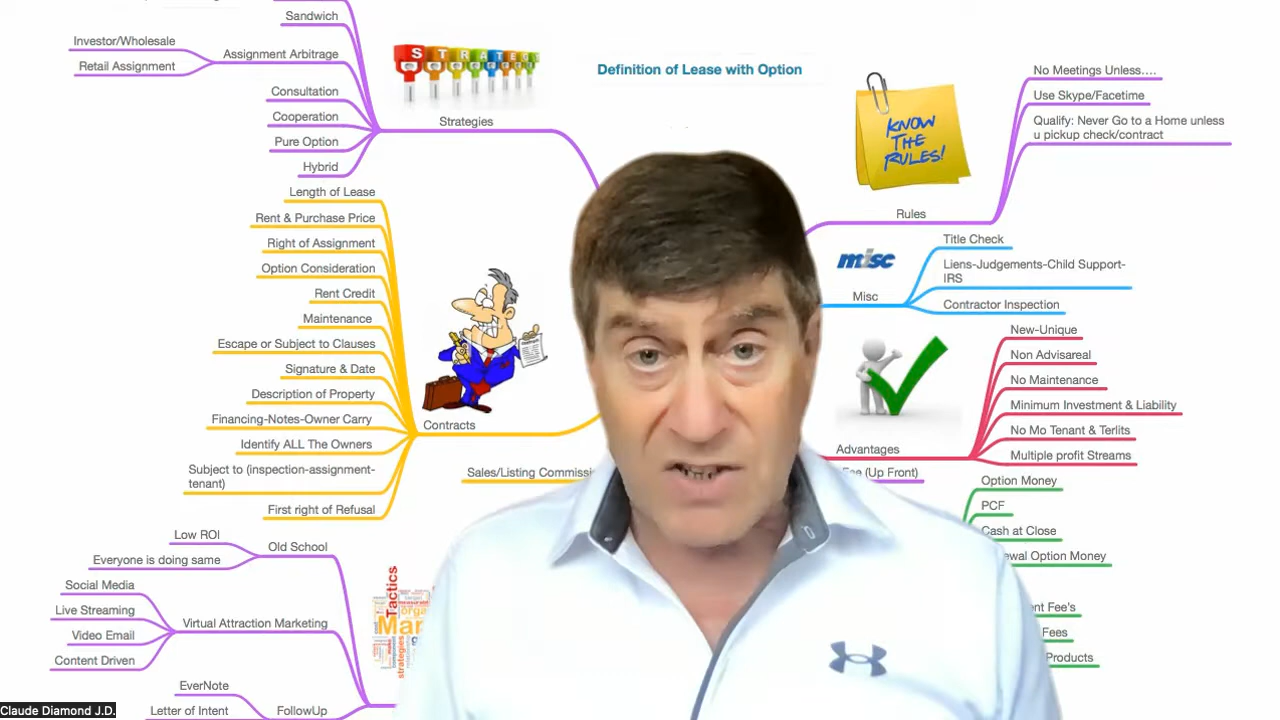 Sandwich
Investor/Wholesale
Retail Assignment
Assignment Arbitrage
Consultation
Cooperation
Pure Option
Hybrid
Strategies
STRATEGY
Definition of Lease with Option
KNOW
THE
RULES!
No Meetings Unless....
Use Skype/Facetime
Qualify: Never Go to a Home unless
u pickup check/contract
Rules
Length of Lease
Rent & Purchase Price
Right of Assignment
Option Consideration
Rent Credit
Maintenance
Escape or Subject to Clauses
Signature & Date
Description of Property
Financing-Notes-Owner Carry
Identify ALL The Owners
Subject to (inspection-assignment-
tenant)
First right of Refusal
Contracts
misc
Misc
Title Check
Liens-Judgements-Child Support-
IRS
Contractor Inspection
New-Unique
Non Advisareal
No Maintenance
Minimum Investment & Liability
No Mo Tenant & Terlits
Multiple profit Streams
Advantages
Sales/Listing
Fee (Up Front)
Option Money
PCF
Cash at Close
Option Money
Fee's
Fees
Products
Low ROI
Everyone is doing same
Old School
Social Media
Live Streaming
Video Email
Content Driven
Virtual Attraction Marketing
Tactics
strategies
EverNote
Letter of Intent
FollowUp
Claude Diamond J.D.